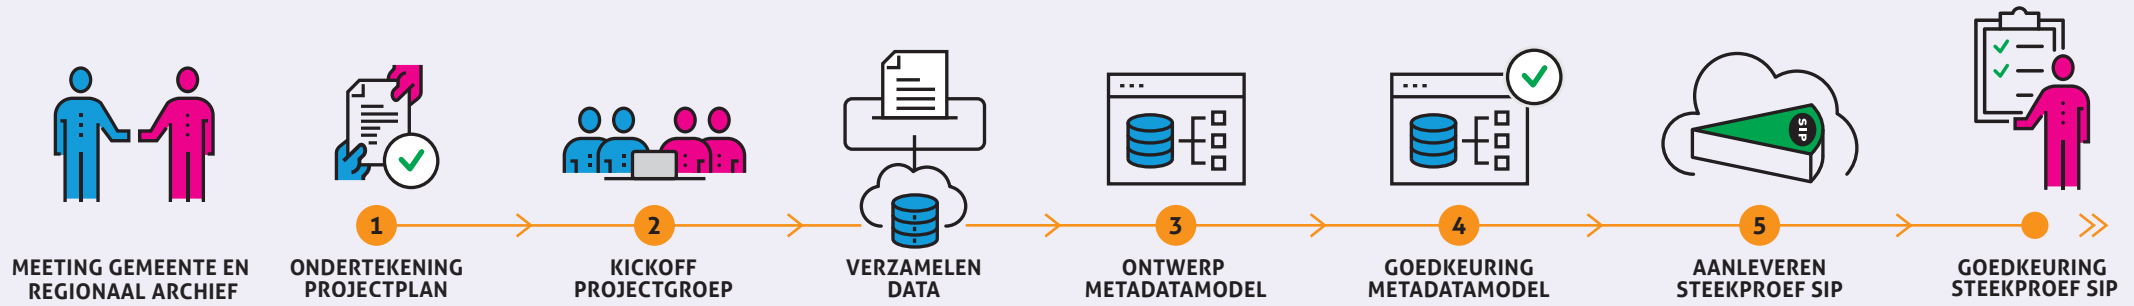 SIP
1
2
3
4
5
MEETING GEMEENTE EN
REGIONAAL ARCHIEF
ONDERTEKENING
PROJECTPLAN
KICKOFF
PROJECTGROEP
VERZAMELEN
DATA
ONTWERP
METADATAMODEL
GOEDKEURING
METADATAMODEL
AANLEVEREN
STEEKPROEF SIP
GOEDKEURING
STEEKPROEF SIP